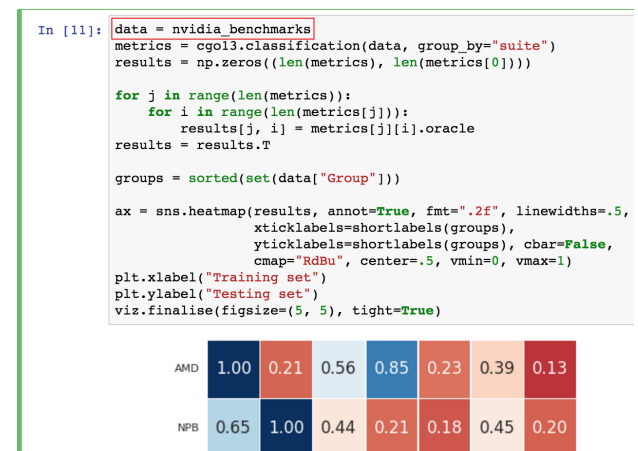 In [11]: data = nvidia_benchmarks
metrics = cgo13.classification(data, group_by="suite")
results = np.zeros((len(metrics), len(metrics[0])))
for j in range(len(metrics)):
    for i in range(len(metrics[j])):
        results[j, i] = metrics[j][i].oracle
results = results.T
groups = sorted(set(data["Group"]))
ax = sns.heatmap(results, annot=True, fmt=".2f", linewidths=.5,
                 xticklabels=shortlabels(groups),
                 yticklabels=shortlabels(groups), cbar=False,
                 cmap="RdBu", center=.5, vmin=0, vmax=1)
plt.xlabel("Training set")
plt.ylabel("Testing set")
viz.finalise(figsize=(5, 5), tight=True)
AMD 1.00 0.21 0.56 0.85 0.23 0.39 0.13
NPB 0.65 1.00 0.44 0.21 0.18 0.45 0.20